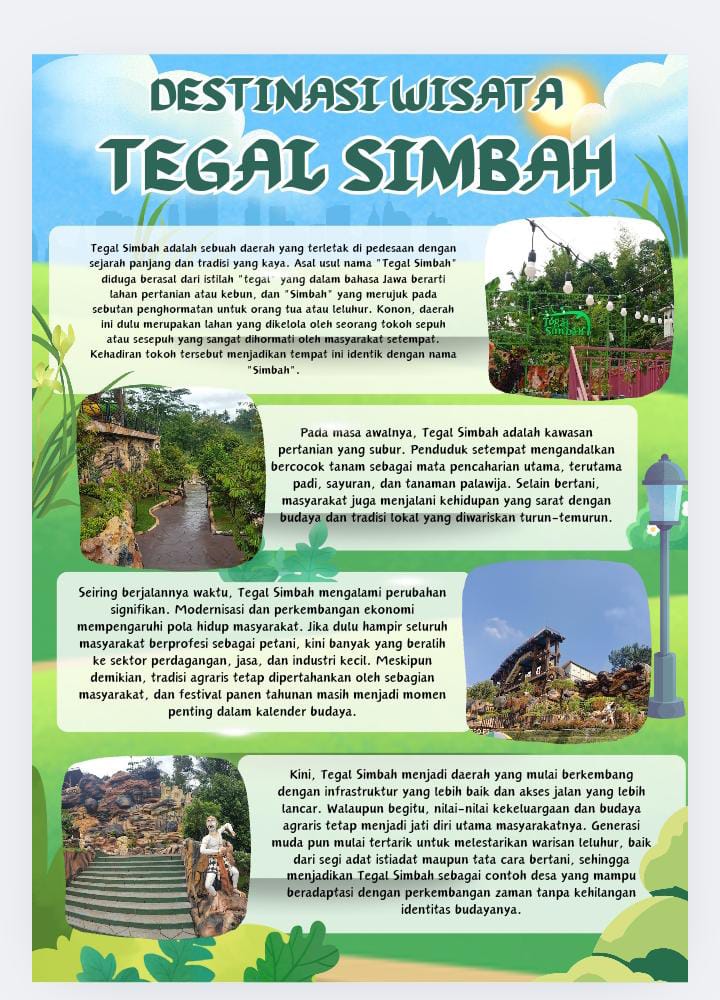 DESTINASI WISATA
TEGAL SIMBAH
Tegal Simbah adalah sebuah daerah yang terletak di pedesaan dengan
sejarah panjang dan tradisi yang kaya. Asal usul nama "Tegal Simbah"
diduga berasal dari istilah "tegal" yang dalam bahasa Jawa berarti
lahan pertanian atau kebun, dan "Simbah" yang merujuk pada
sebutan penghormatan untuk orang tua atau leluhur. Konon, daerah
ini dulu merupakan lahan yang dikelola oleh seorang tokoh sepuh
atau sesepuh yang sangat dihormati oleh masyarakat setempat.
Kehadiran tokoh tersebut menjadikan tempat ini identik dengan nama
"Simbah".
Tegal
Simbah
Pada masa awalnya, Tegal Simbah adalah kawasan
pertanian yang subur. Penduduk setempat mengandalkan
bercocok tanam sebagai mata pencaharian utama, terutama
padi, sayuran, dan tanaman palawija. Selain bertani,
masyarakat juga menjalani kehidupan yang sarat dengan
budaya dan tradisi lokal yang diwariskan turun-temurun.
Seiring berjalannya waktu, Tegal Simbah mengalami perubahan
signifikan. Modernisasi dan perkembangan ekonomi
mempengaruhi pola hidup masyarakat. Jika dulu hampir seluruh
masyarakat berprofesi sebagai petani, kini banyak yang beralih
ke sektor perdagangan, jasa, dan industri kecil. Meskipun
demikian, tradisi agraris tetap dipertahankan oleh sebagian
masyarakat, dan festival panen tahunan masih menjadi momen
penting dalam kalender budaya.
Kini, Tegal Simbah menjadi daerah yang mulai berkembang
dengan infrastruktur yang lebih baik dan akses jalan yang lebih
lancar. Walaupun begitu, nilai-nilai kekeluargaan dan budaya
agraris tetap menjadi jati diri utama masyarakatnya. Generasi
muda pun mulai tertarik untuk melestarikan warisan leluhur, baik
dari segi adat istiadat maupun tata cara bertani, sehingga
menjadikan Tegal Simbah sebagai contoh desa yang mampu
beradaptasi dengan perkembangan zaman tanpa kehilangan
identitas budayanya.